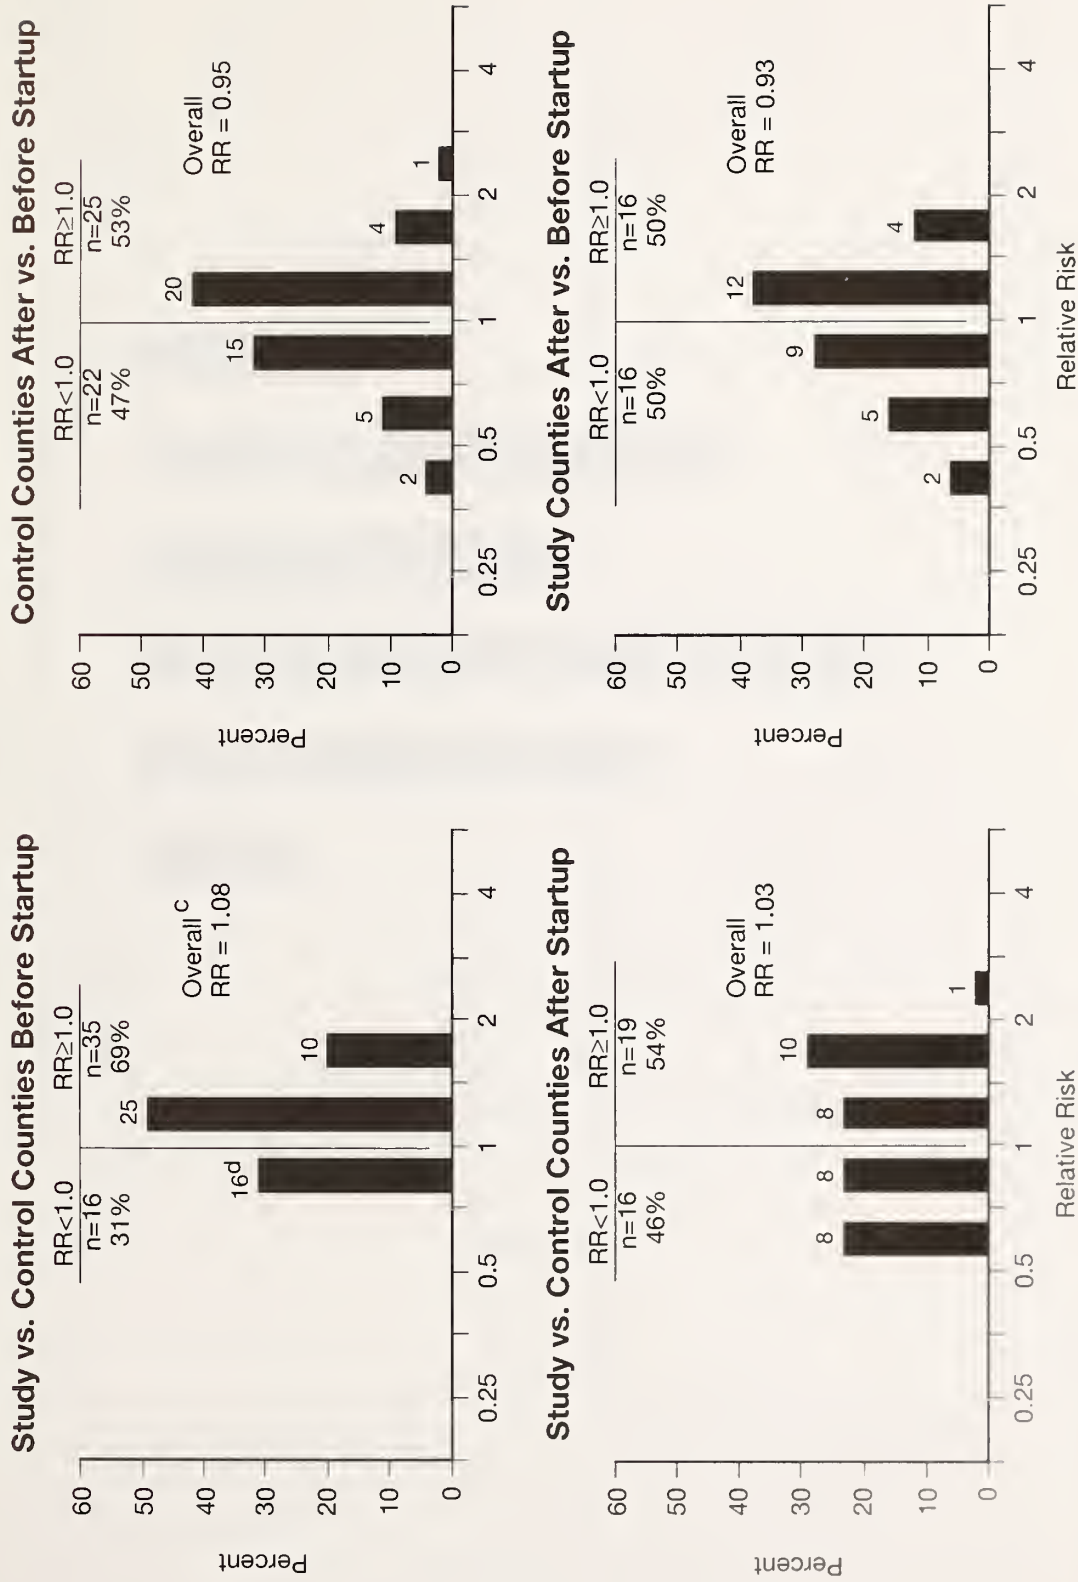 Study vs. Control Counties Before Startup
RR<1.0 RR≥1.0
n=16 n=35
31% 69%
60
50
40
30
20
10
0
Percent
16d
25
10
Overall c
RR = 1.08
0.25 0.5 1 2 4
Control Counties After vs. Before Startup
RR<1.0 RR≥1.0
n=22 n=25
47% 53%
60
50
40
30
20
10
0
Percent
2
5
15
20
4
1
Overall
RR = 0.95
0.25 0.5 1 2 4
Study vs. Control Counties After Startup
RR<1.0 RR≥1.0
n=16 n=19
46% 54%
60
50
40
30
20
10
0
Percent
8
8
8
10
1
Overall
RR = 1.03
0.25 0.5 1 2 4
Relative Risk
Study Counties After vs. Before Startup
RR<1.0 RR≥1.0
n=16 n=16
50% 50%
60
50
40
30
20
10
0
Percent
2
5
9
12
4
Overall
RR = 0.93
0.25 0.5 1 2 4
Relative Risk